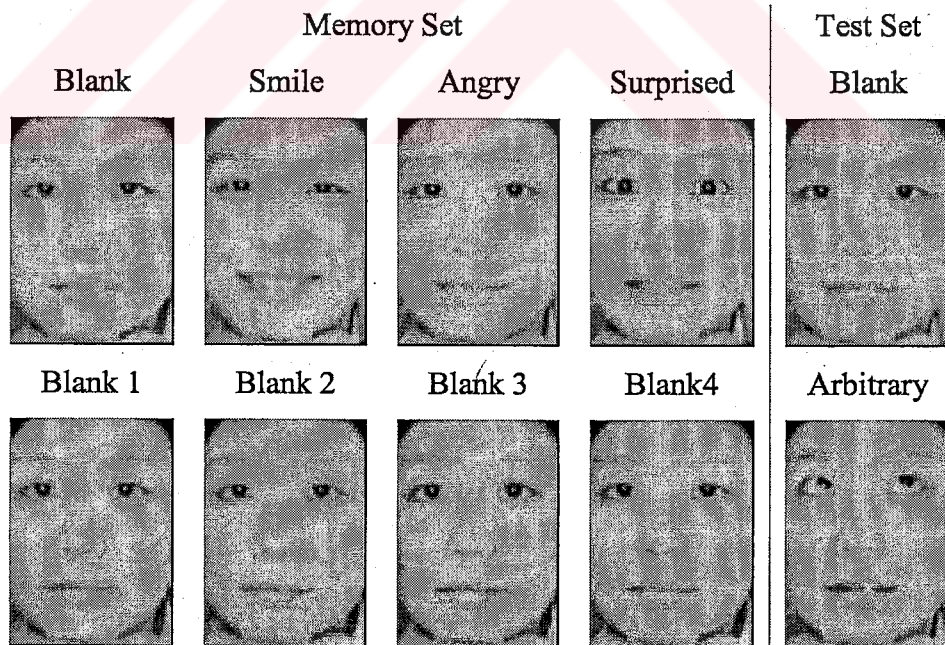 Memory Set Test Set
Blank Smile Angry Surprised Blank
Blank 1 Blank 2 Blank 3 Blank4 Arbitrary